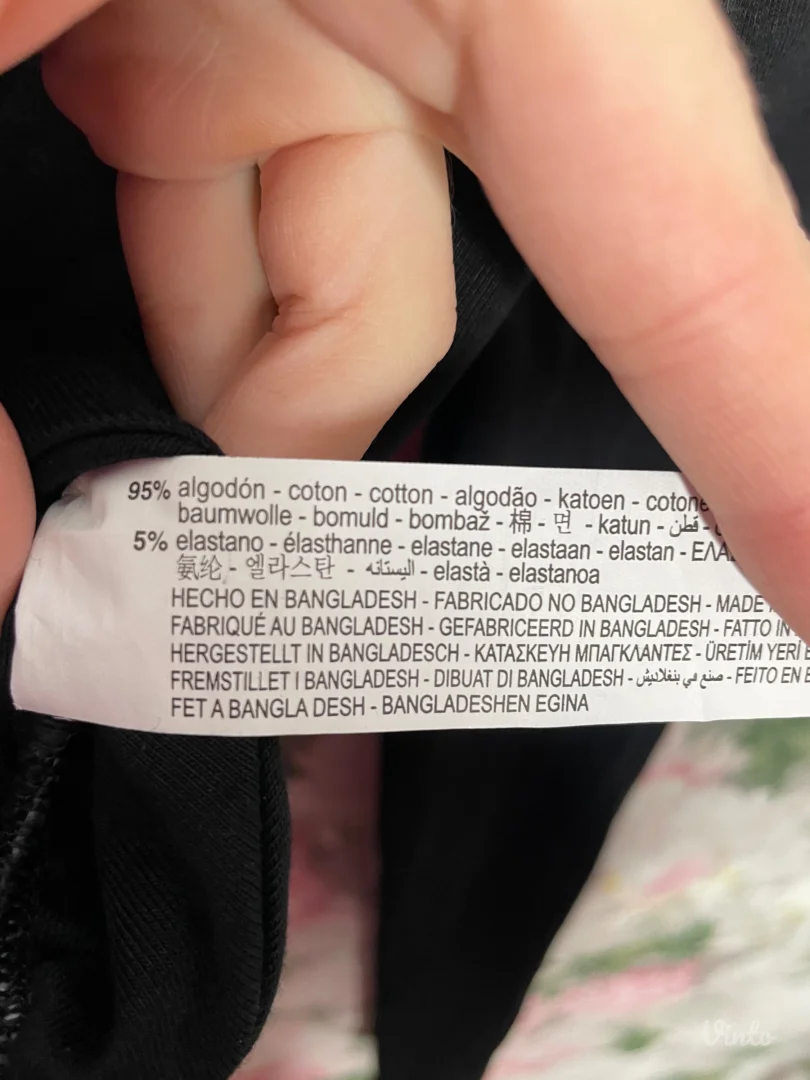 95% algodón - coton - cotton - algodão - katoen - cotone
baumwolle - bomuld - bombaž - 棉 - 면 - katun - قطن -
5% elastano - élasthanne - elastane - elastaan - elastan -
氨纶 - 엘라스탄 - اليستانه - elastà - elastanoa
HECHO EN BANGLADESH - FABRICADO NO BANGLADESH - MADE
FABRIQUÉ AU BANGLADESH - GEFABRICEERD IN BANGLADESH - FATTO IN
HERGESTELLT IN BANGLADESCH - ΚΑΤΑΣΚΕΥΗ ΜΠΑΓΚΛΑΝΤΕΣ - ÜRETİM YERİ
FREMSTILLET I BANGLADESH - DIBUAT DI BANGLADESH - صنع في بنغلاديش - FEITO EN
FET A BANGLA DESH - BANGLADESHEN EGINA
Vinto